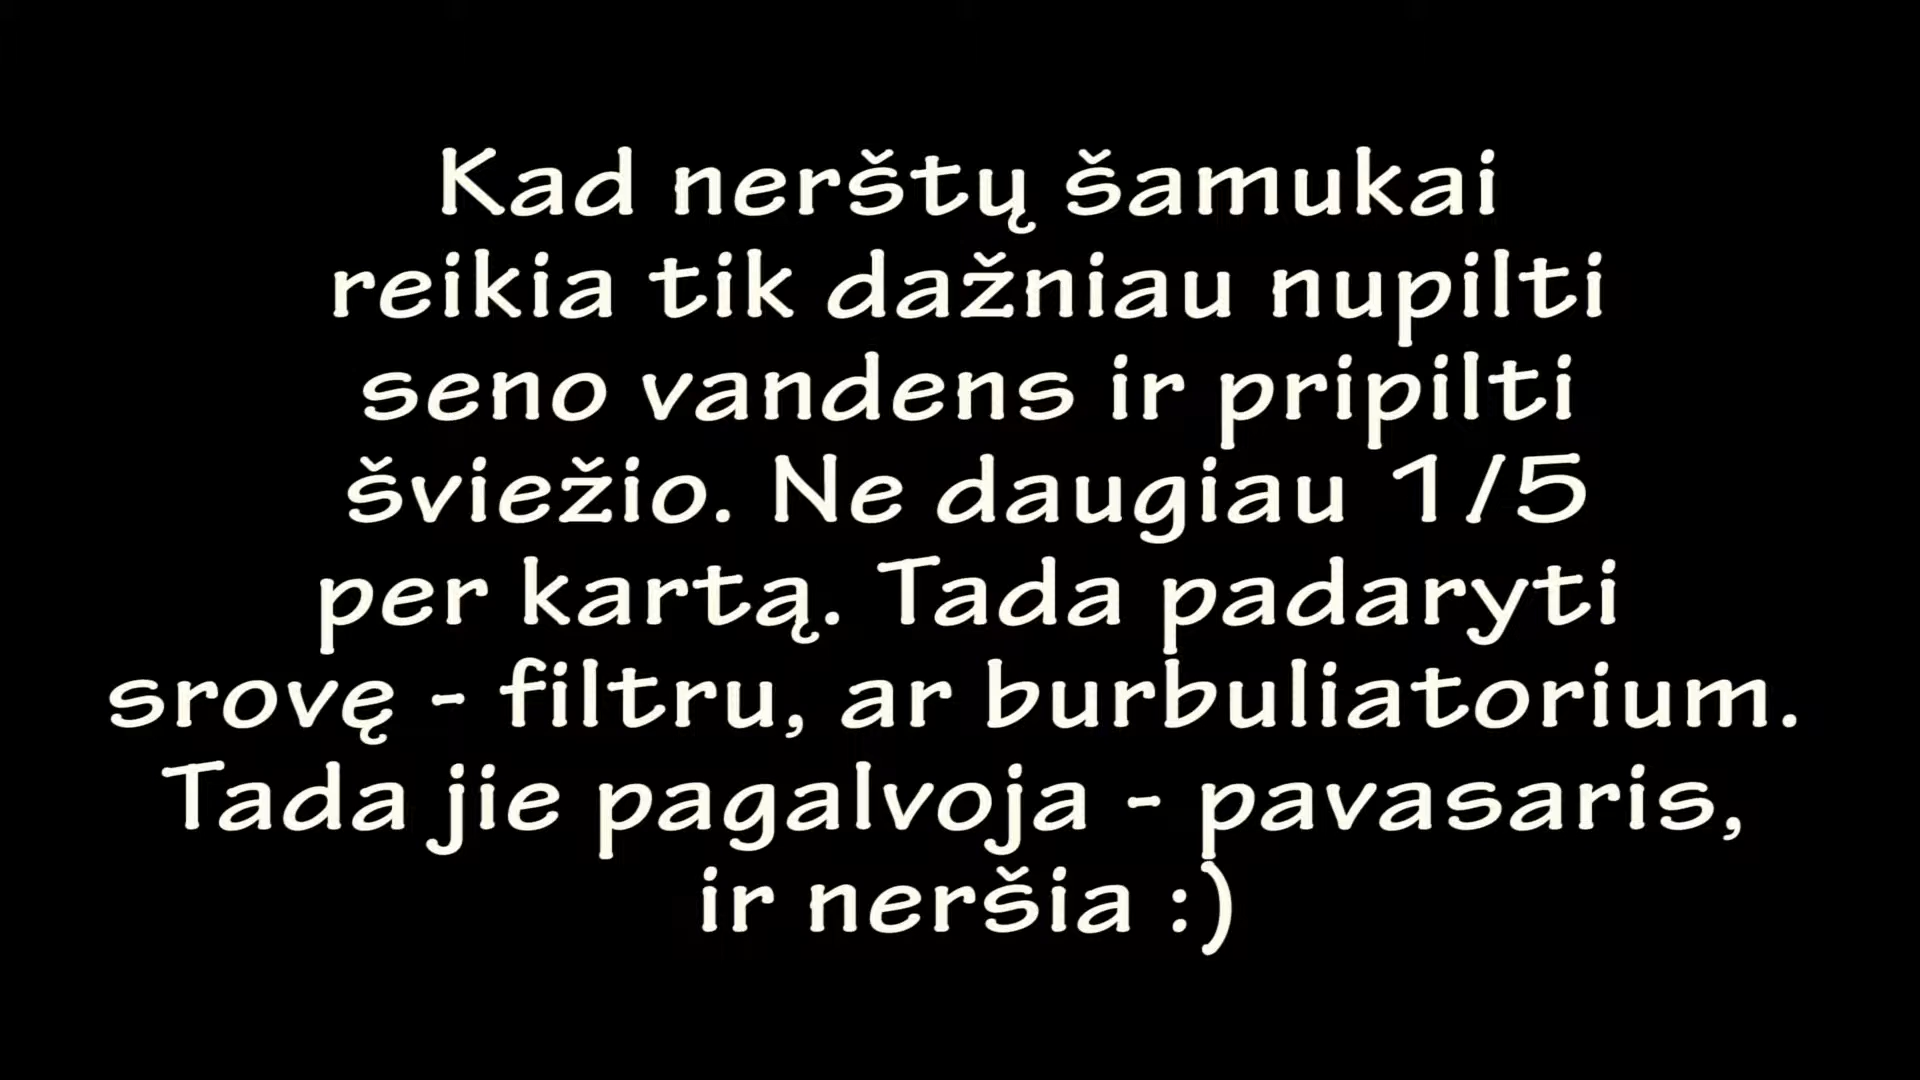 Kad nerštų šamukai
reikia tik dažniau nupilti
seno vandens ir pripilti
šviežio. Ne daugiau 1/5
per kartą. Tada padaryti
srovę - filtru, ar burbuliatorium.
Tada jie pagalvoja - pavasaris,
ir neršia :)